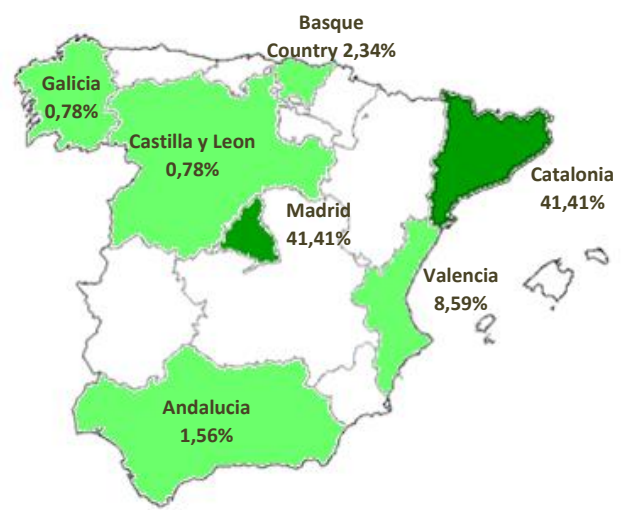 Basque
Country 2,34%
Galicia
0,78%
Castilla y Leon
0,78%
Catalonia
41,41%
Madrid
41,41%
Valencia
8,59%
Andalucia
1,56%